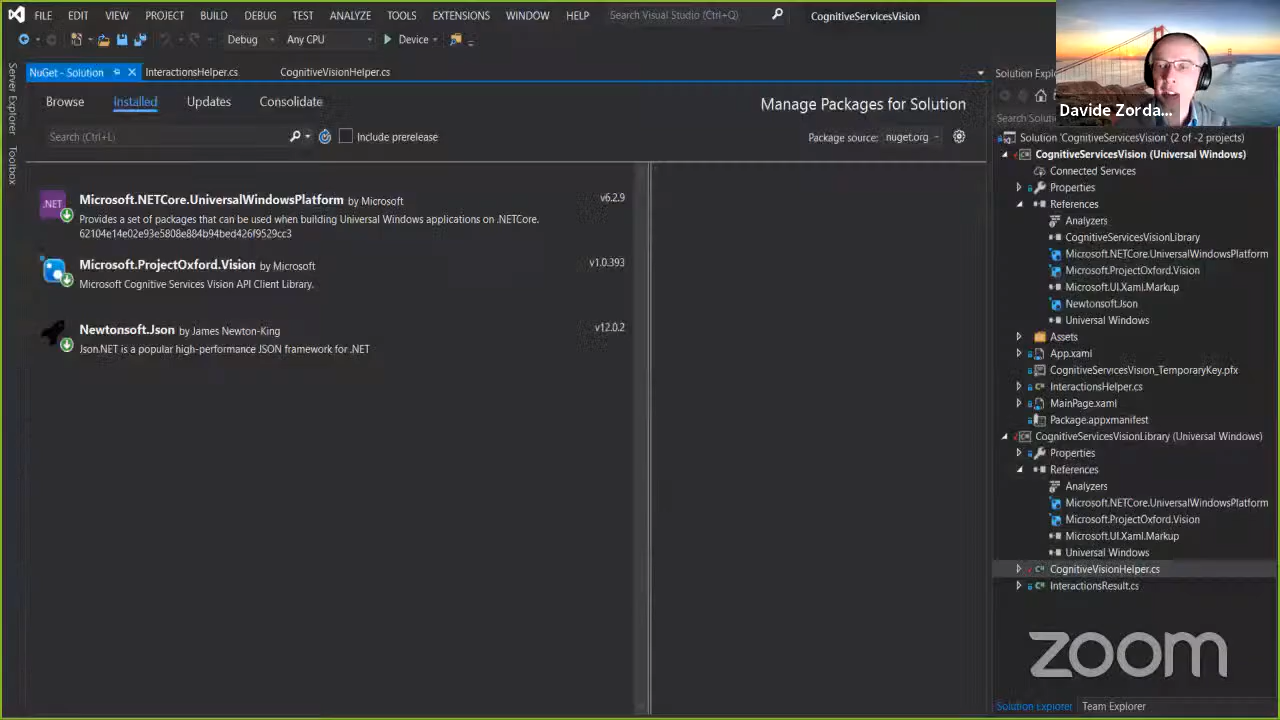 FILE EDIT VIEW PROJECT BUILD DEBUG TEST ANALYZE TOOLS EXTENSIONS WINDOW HELP Search Visual Studio (Ctrl+Q) CognitiveServicesVision
Debug Any CPU Device
NuGet - Solution InteractionsHelper.cs CognitiveVisionHelper.cs
Server Explorer
Toolbox
Browse Installed Updates Consolidate
Manage Packages for Solution
Search (Ctrl+L) Include prerelease
Package source: nuget.org
.NET
Microsoft.NETCore.UniversalWindowsPlatform by Microsoft v6.2.9
Provides a set of packages that can be used when building Universal Windows applications on .NETCore.
62104e14e02e93e5808e884b94bed426f9529cc3
Microsoft.ProjectOxford.Vision by Microsoft v1.0.393
Microsoft Cognitive Services Vision API Client Library.
Newtonsoft.Json by James Newton-King v12.0.2
Json.NET is a popular high-performance JSON framework for .NET
Davide Zorda...
Solution Explo
Search Solut
Solution 'CognitiveServicesVision' (2 of -2 projects)
CognitiveServicesVision (Universal Windows)
Connected Services
Properties
References
Analyzers
CognitiveServicesVisionLibrary
Microsoft.NETCore.UniversalWindowsPlatform
Microsoft.ProjectOxford.Vision
Microsoft.UI.Xaml.Markup
Newtonsoft.Json
Universal Windows
Assets
App.xaml
CognitiveServicesVision_TemporaryKey.pfx
InteractionsHelper.cs
MainPage.xaml
Package.appxmanifest
CognitiveServicesVisionLibrary (Universal Windows)
Properties
References
Analyzers
Microsoft.NETCore.UniversalWindowsPlatform
Microsoft.ProjectOxford.Vision
Microsoft.UI.Xaml.Markup
Universal Windows
CognitiveVisionHelper.cs
InteractionsResult.cs
zoom
Solution Explorer Team Explorer